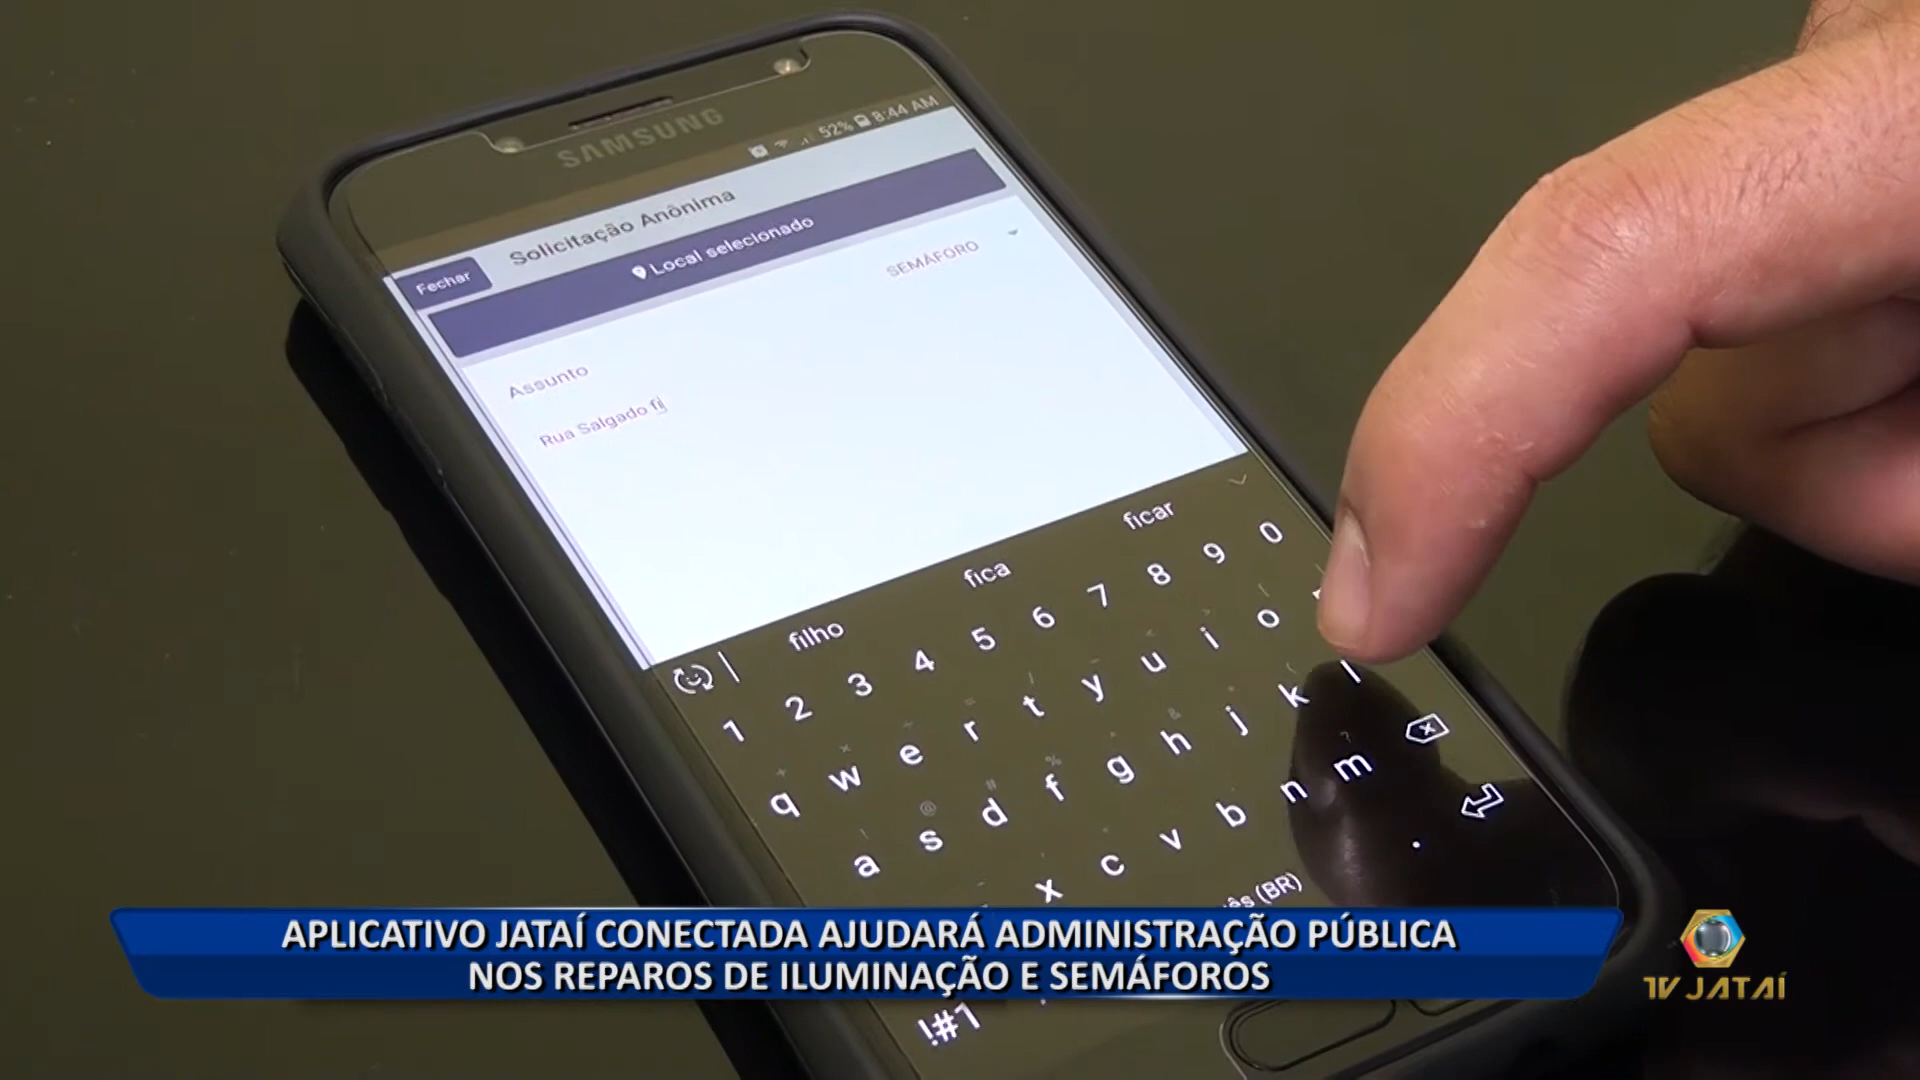 SAMSUNG
52% 8:44 AM
Fechar
Solicitação Anônima
Local selecionado
SEMÁFORO
Assunto
Rua Salgado fi
filho fica ficar
1 2 3 4 5 6 7 8 9 0
q w e r t y u i o
a s d f g h j k l
x c v b n m
!#1
(BR)
.
APLICATIVO JATAÍ CONECTADA AJUDARÁ ADMINISTRAÇÃO PÚBLICA
NOS REPAROS DE ILUMINAÇÃO E SEMÁFOROS
TV JATAÍ